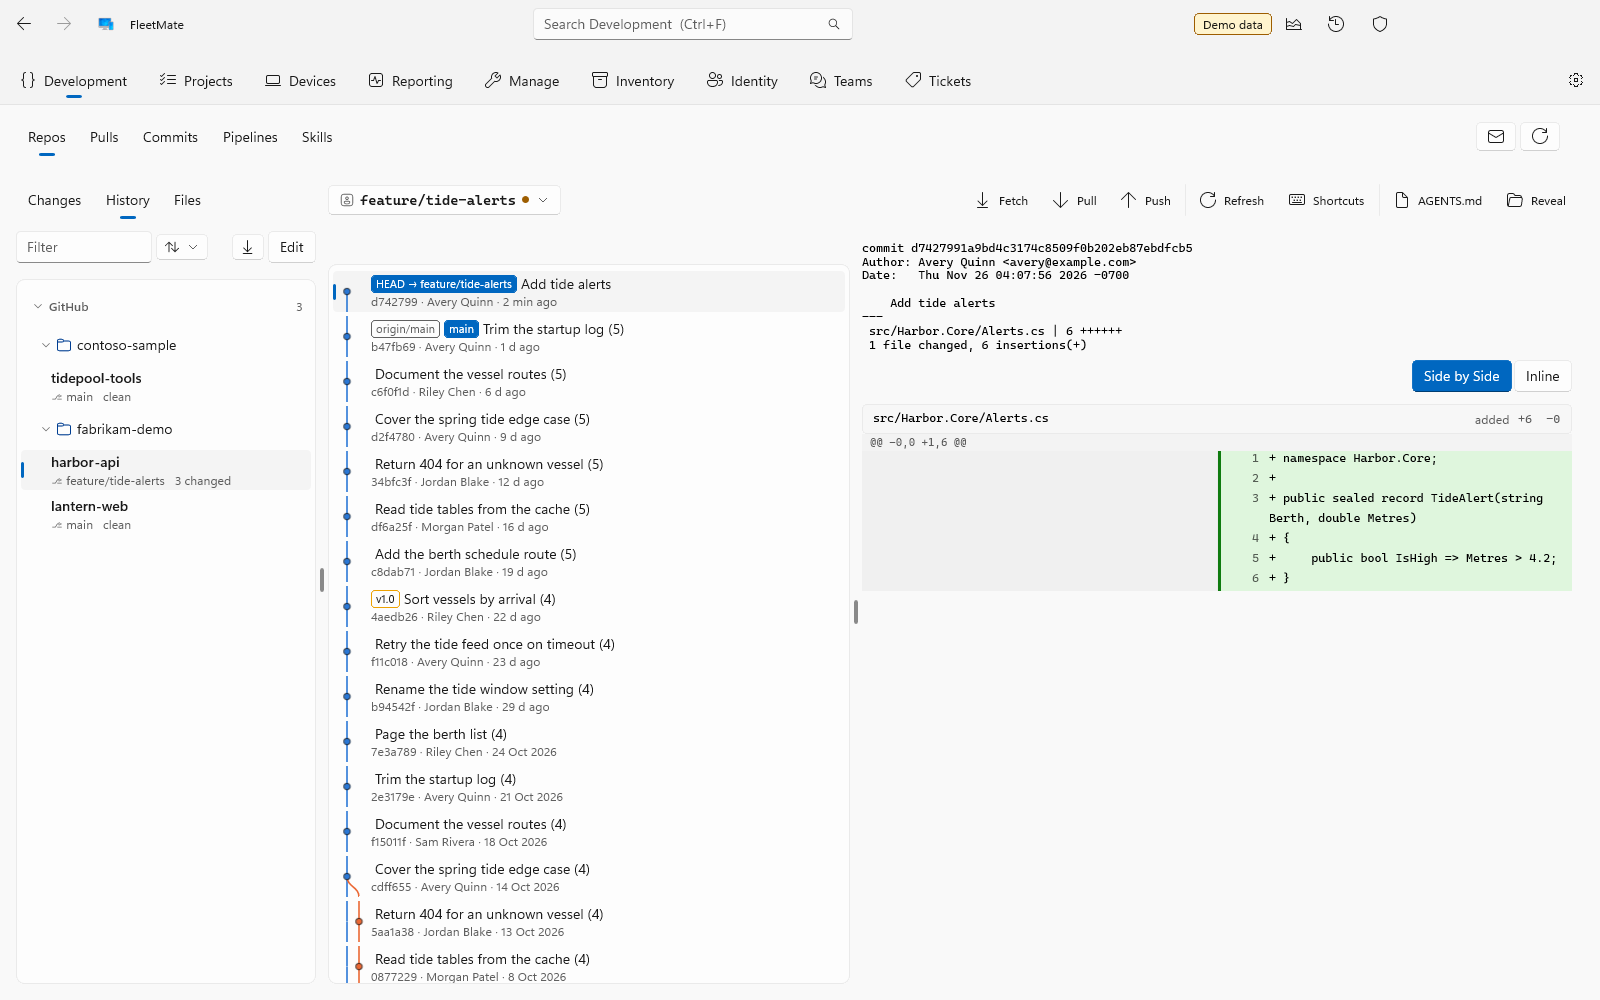 FleetMate
Search Development (Ctrl+F)
Demo data
Development
Projects
Devices
Reporting
Manage
Inventory
Identity
Teams
Tickets
Repos
Pulls
Commits
Pipelines
Skills
Changes
History
Files
feature/tide-alerts
Fetch
Pull
Push
Refresh
Shortcuts
AGENTS.md
Reveal
Filter
Edit
GitHub 3
contoso-sample
tidepool-tools
main clean
fabrikam-demo
harbor-api
feature/tide-alerts 3 changed
lantern-web
main clean
HEAD → feature/tide-alerts Add tide alerts
d742799 · Avery Quinn · 2 min ago
origin/main main Trim the startup log (5)
b47fb69 · Avery Quinn · 1 d ago
Document the vessel routes (5)
c6f0f1d · Riley Chen · 6 d ago
Cover the spring tide edge case (5)
d2f4780 · Avery Quinn · 9 d ago
Return 404 for an unknown vessel (5)
34bfc3f · Jordan Blake · 12 d ago
Read tide tables from the cache (5)
df6a25f · Morgan Patel · 16 d ago
Add the berth schedule route (5)
c8dab71 · Jordan Blake · 19 d ago
v1.0 Sort vessels by arrival (4)
4aedb26 · Riley Chen · 22 d ago
Retry the tide feed once on timeout (4)
f11c018 · Avery Quinn · 23 d ago
Rename the tide window setting (4)
b94542f · Jordan Blake · 29 d ago
Page the berth list (4)
7e3a789 · Riley Chen · 24 Oct 2026
Trim the startup log (4)
2e3179e · Avery Quinn · 21 Oct 2026
Document the vessel routes (4)
f15011f · Sam Rivera · 18 Oct 2026
Cover the spring tide edge case (4)
cdff655 · Avery Quinn · 14 Oct 2026
Return 404 for an unknown vessel (4)
5aa1a38 · Jordan Blake · 13 Oct 2026
Read tide tables from the cache (4)
0877229 · Morgan Patel · 8 Oct 2026
commit d7427991a9bd4c3174c8509f0b202eb87ebdfcb5
Author: Avery Quinn <avery@example.com>
Date:   Thu Nov 26 04:07:56 2026 -0700
Add tide alerts
---
src/Harbor.Core/Alerts.cs | 6 ++++++
1 file changed, 6 insertions(+)
Side by Side
Inline
src/Harbor.Core/Alerts.cs added +6 -0
@@ -0,0 +1,6 @@
1 + namespace Harbor.Core;
2 +
3 + public sealed record TideAlert(string
Berth, double Metres)
4 + {
5 +     public bool IsHigh => Metres > 4.2;
6 + }